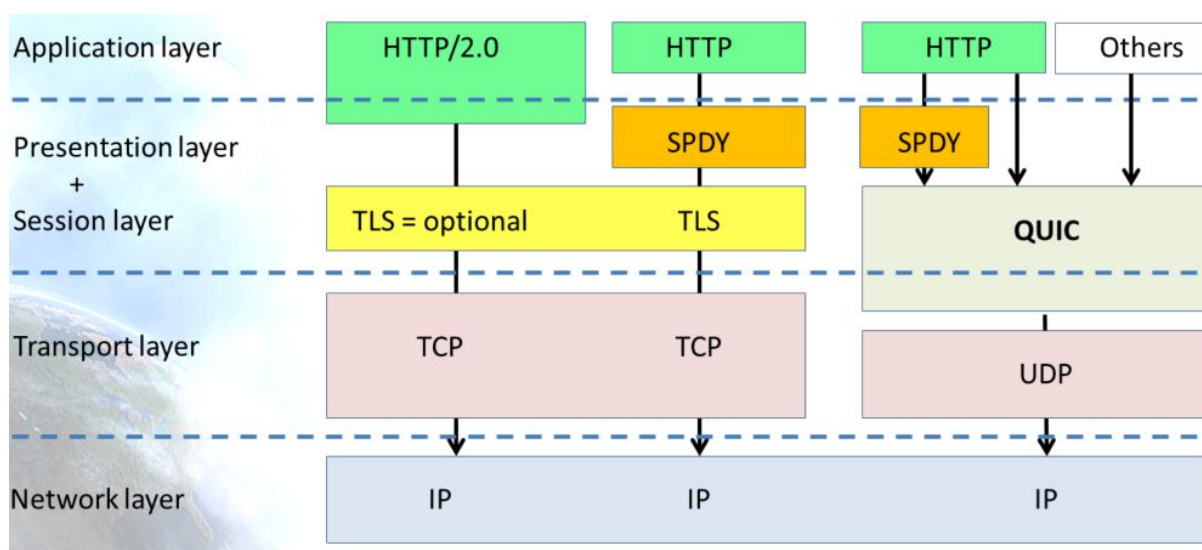 Application layer
HTTP/2.0
HTTP
HTTP
Others
Presentation layer
+
Session layer
SPDY
SPDY
TLS = optional
TLS
QUIC
Transport layer
TCP
TCP
UDP
Network layer
IP
IP
IP